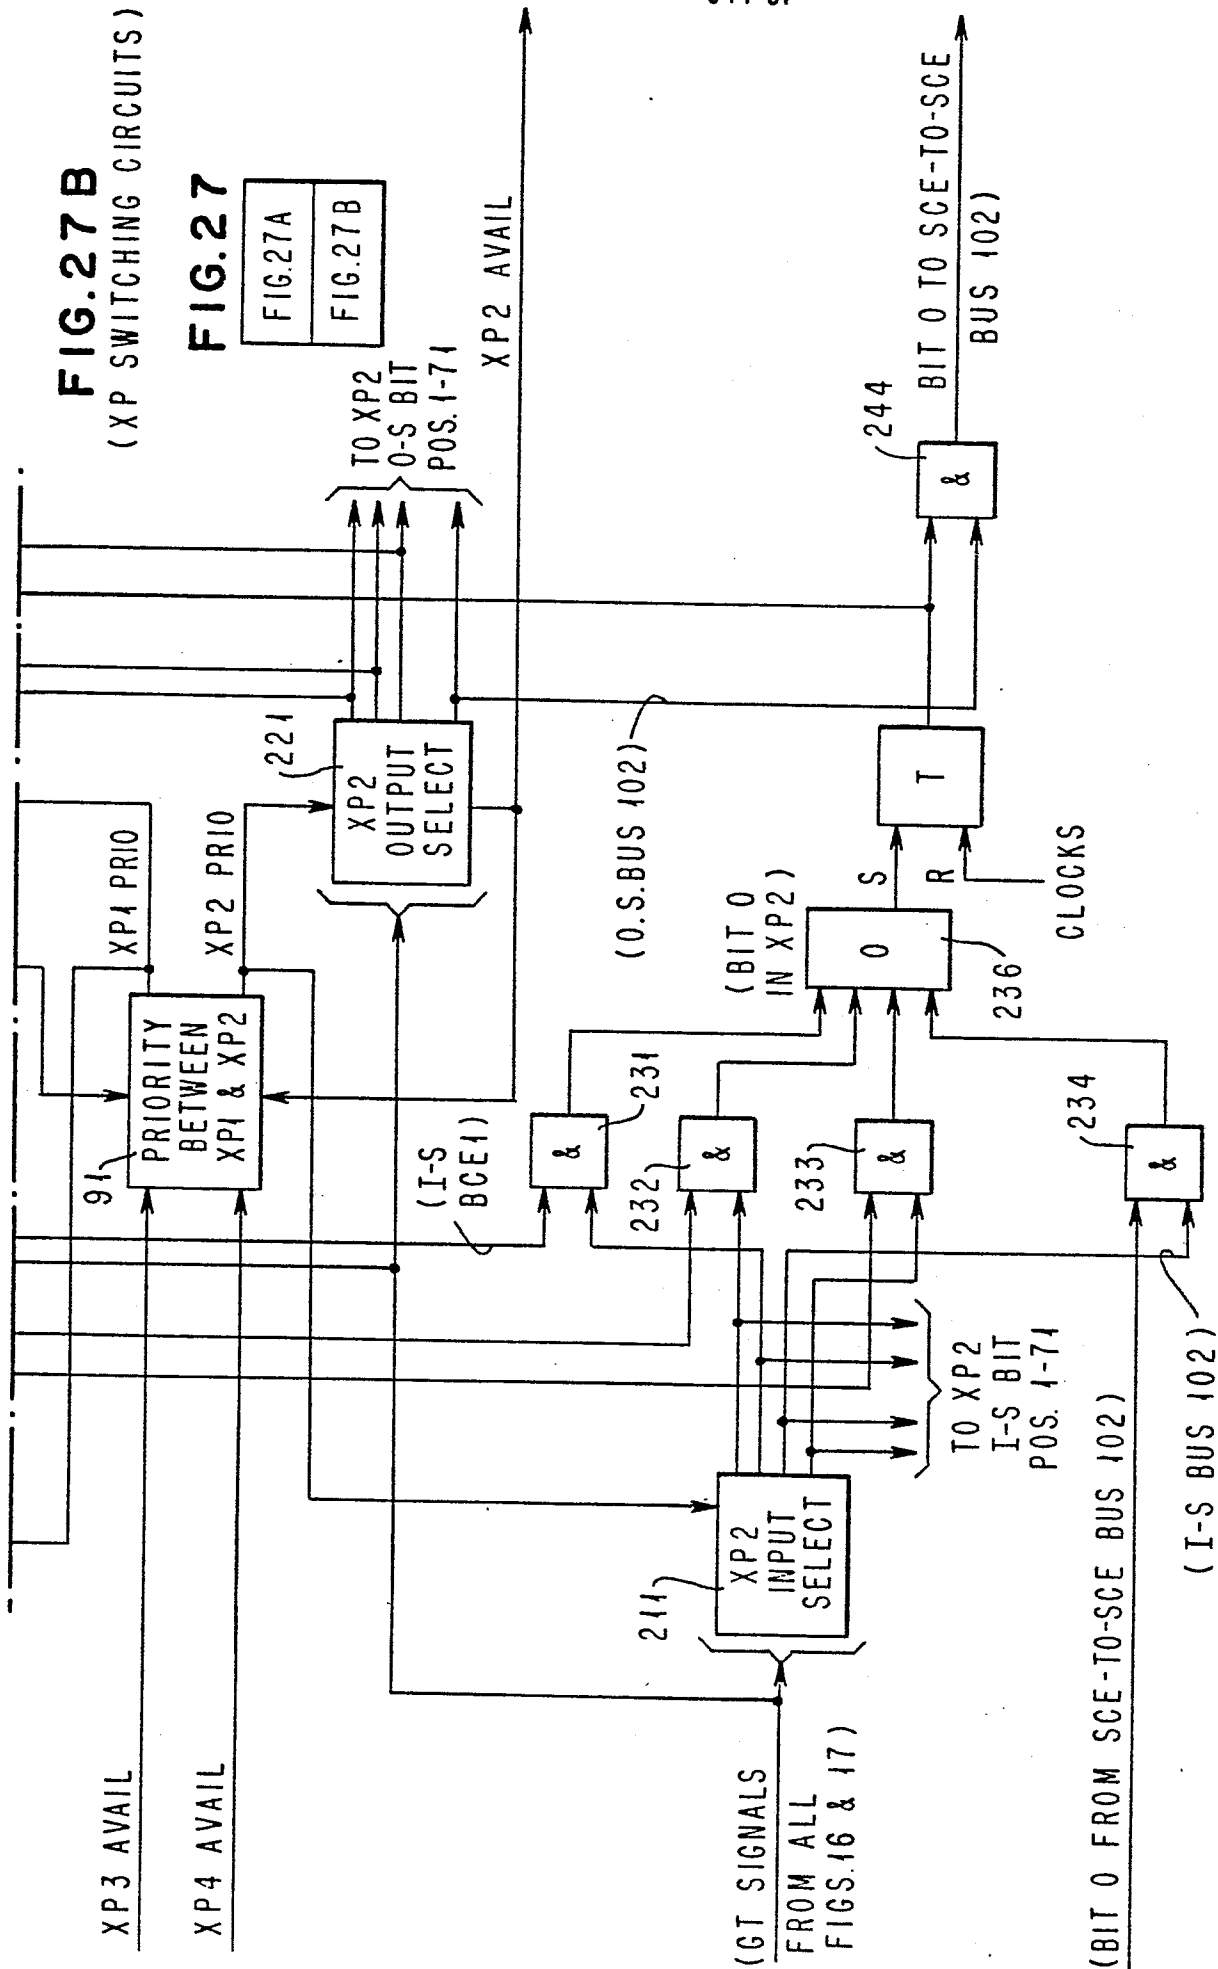 FIG.27B
(XP SWITCHING CIRCUITS)
FIG.27
FIG.27A
FIG.27B
XP3 AVAIL
XP4 AVAIL
91
PRIORITY
BETWEEN
XP1 & XP2
XP1 PRIO
XP2 PRIO
221
XP2
OUTPUT
SELECT
TO XP2
O-S BIT
POS.1-71
XP2 AVAIL
(I-S
BCE1)
(GT SIGNALS
FROM ALL
FIGS.16 & 17)
211
XP2
INPUT
SELECT
TO XP2
I-S BIT
POS. 1-71
&
231
232
&
233
&
234
&
(BIT 0
IN XP2)
O
236
(O.S.BUS 102)
S
R
T
CLOCKS
244
&
BIT 0 TO SCE-TO-SCE
BUS 102)
(BIT 0 FROM SCE-TO-SCE BUS 102)
(I-S BUS 102)